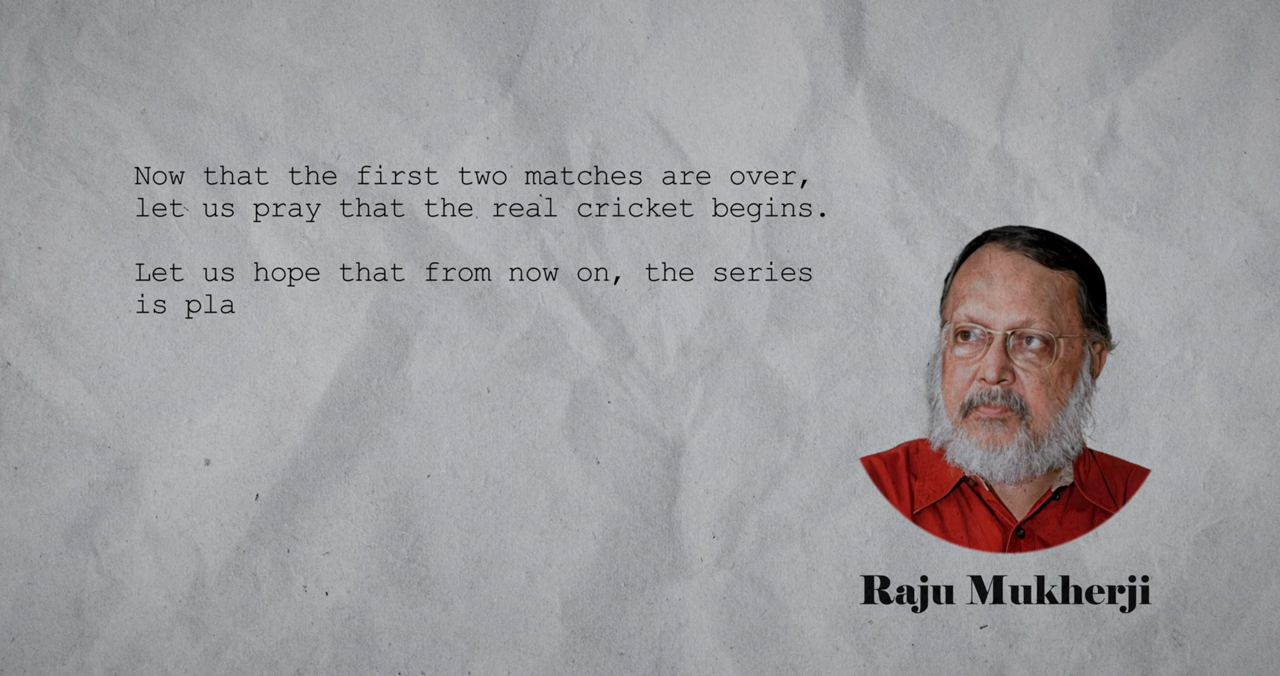 Now that the first two matches are over,
let us pray that the real cricket begins.
Let us hope that from now on, the series
is pla
Raju Mukherji